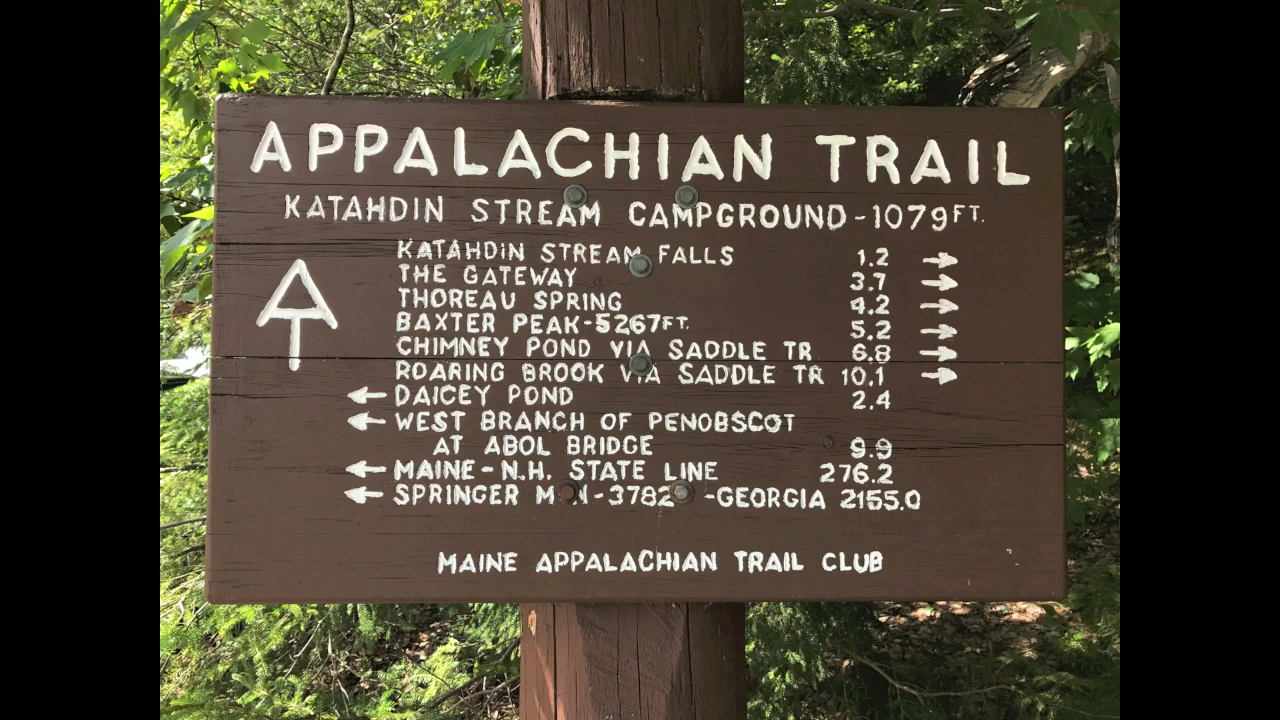 APPALACHIAN TRAIL
KATAHDIN STREAM CAMPGROUND-1079FT.
KATAHDIN STREAM FALLS 1.2 →
THE GATEWAY 3.7 →
THOREAU SPRING 4.2 →
BAXTER PEAK-5267FT. 5.2 →
CHIMNEY POND VIA SADDLE TR 6.8 →
ROARING BROOK VIA SADDLE TR 10.1 →
← DAICEY POND 2.4
← WEST BRANCH OF PENOBSCOT
AT ABOL BRIDGE 9.9
← MAINE-N.H. STATE LINE 276.2
← SPRINGER -3782 -GEORGIA 2155.0
MAINE APPALACHIAN TRAIL CLUB